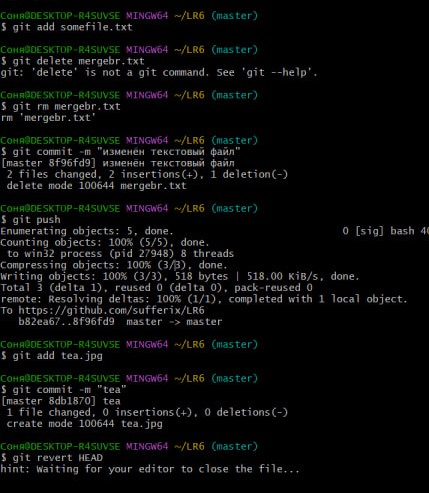 Соня@DESKTOP-R4SUVSE MINGW64 ~/LR6 (master)
$ git add somefile.txt
Соня@DESKTOP-R4SUVSE MINGW64 ~/LR6 (master)
$ git delete mergebr.txt
git: 'delete' is not a git command. See 'git --help'.
Соня@DESKTOP-R4SUVSE MINGW64 ~/LR6 (master)
$ git rm mergebr.txt
rm 'mergebr.txt'
Соня@DESKTOP-R4SUVSE MINGW64 ~/LR6 (master)
$ git commit -m "изменён текстовый файл"
[master 8f96fd9] изменён текстовый файл
2 files changed, 2 insertions(+), 1 deletion(-)
delete mode 100644 mergebr.txt
Соня@DESKTOP-R4SUVSE MINGW64 ~/LR6 (master)
$ git push
Enumerating objects: 5, done. 0 [sig] bash 40
Counting objects: 100% (5/5), done.
to win32 process (pid 27948) 8 threads
Compressing objects: 100% (3/3), done.
Writing objects: 100% (3/3), 518 bytes | 518.00 KiB/s, done.
Total 3 (delta 1), reused 0 (delta 0), pack-reused 0
remote: Resolving deltas: 100% (1/1), completed with 1 local object.
To https://github.com/sufferix/LR6
b82ea67..8f96fd9 master -> master
Соня@DESKTOP-R4SUVSE MINGW64 ~/LR6 (master)
$ git add tea.jpg
Соня@DESKTOP-R4SUVSE MINGW64 ~/LR6 (master)
$ git commit -m "tea"
[master 8db1870] tea
1 file changed, 0 insertions(+), 0 deletions(-)
create mode 100644 tea.jpg
Соня@DESKTOP-R4SUVSE MINGW64 ~/LR6 (master)
$ git revert HEAD
hint: Waiting for your editor to close the file...